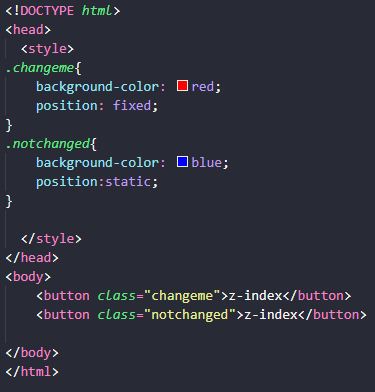 <!DOCTYPE html>
<head>
  <style>
.changeme{
    background-color: red;
    position: fixed;
}
.notchanged{
    background-color: blue;
    position:static;
}

  </style>
</head>
<body>
    <button class="changeme">z-index</button>
    <button class="notchanged">z-index</button>

</body>
</html>